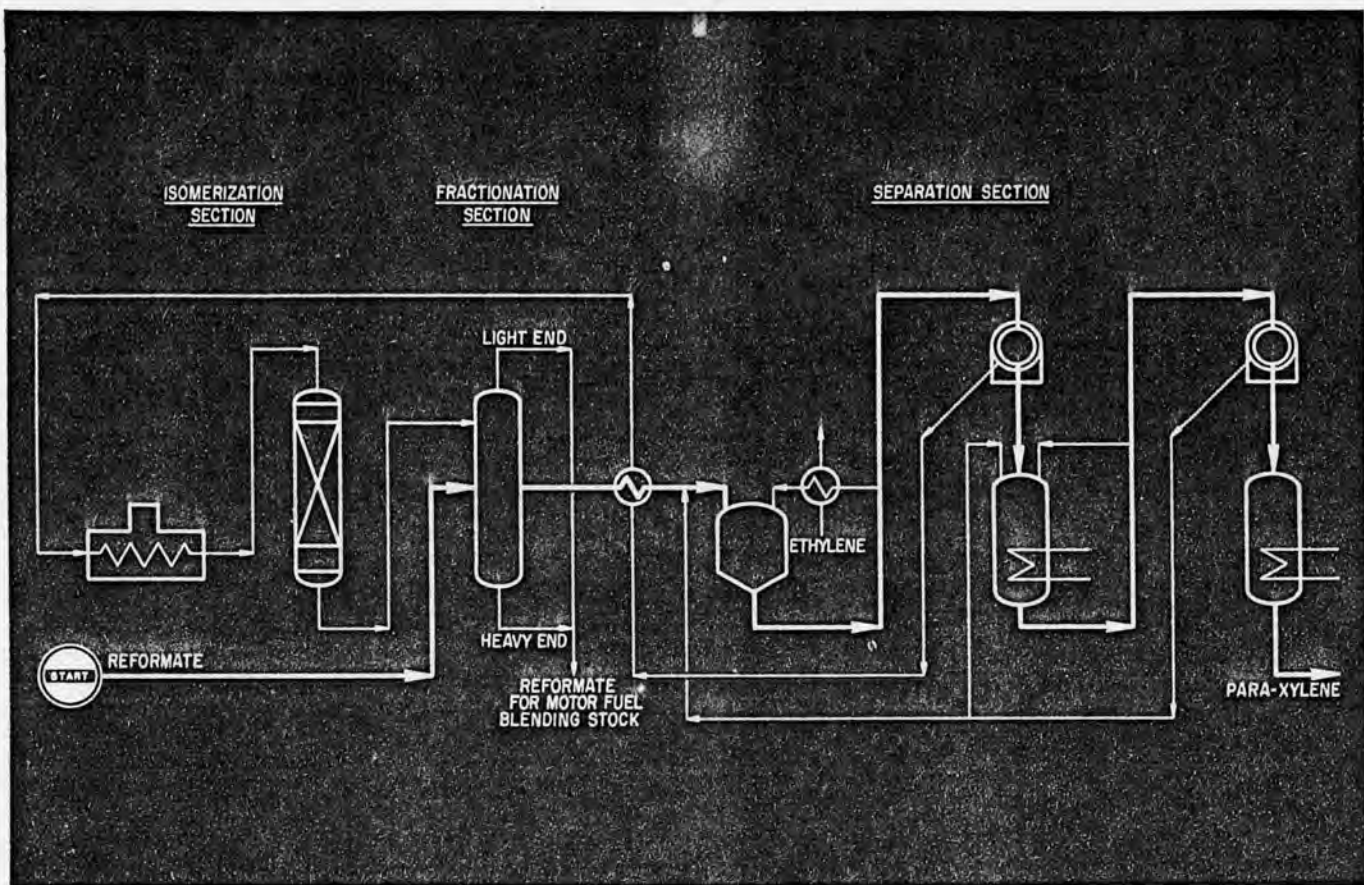 ISOMERIZATION
SECTION
FRACTIONATION
SECTION
SEPARATION SECTION
LIGHT END
ETHYLENE
HEAVY END
REFORMATE
START
REFORMATE
FOR MOTOR FUEL
BLENDING STOCK
PARA-XYLENE